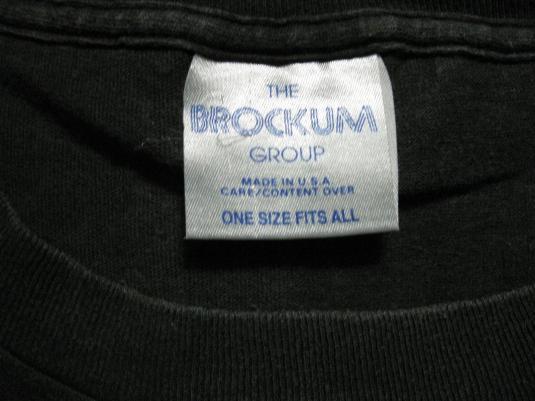 THE
BROCKUM
GROUP
MADE IN U.S.A
CARE/CONTENT OVER
ONE SIZE FITS ALL